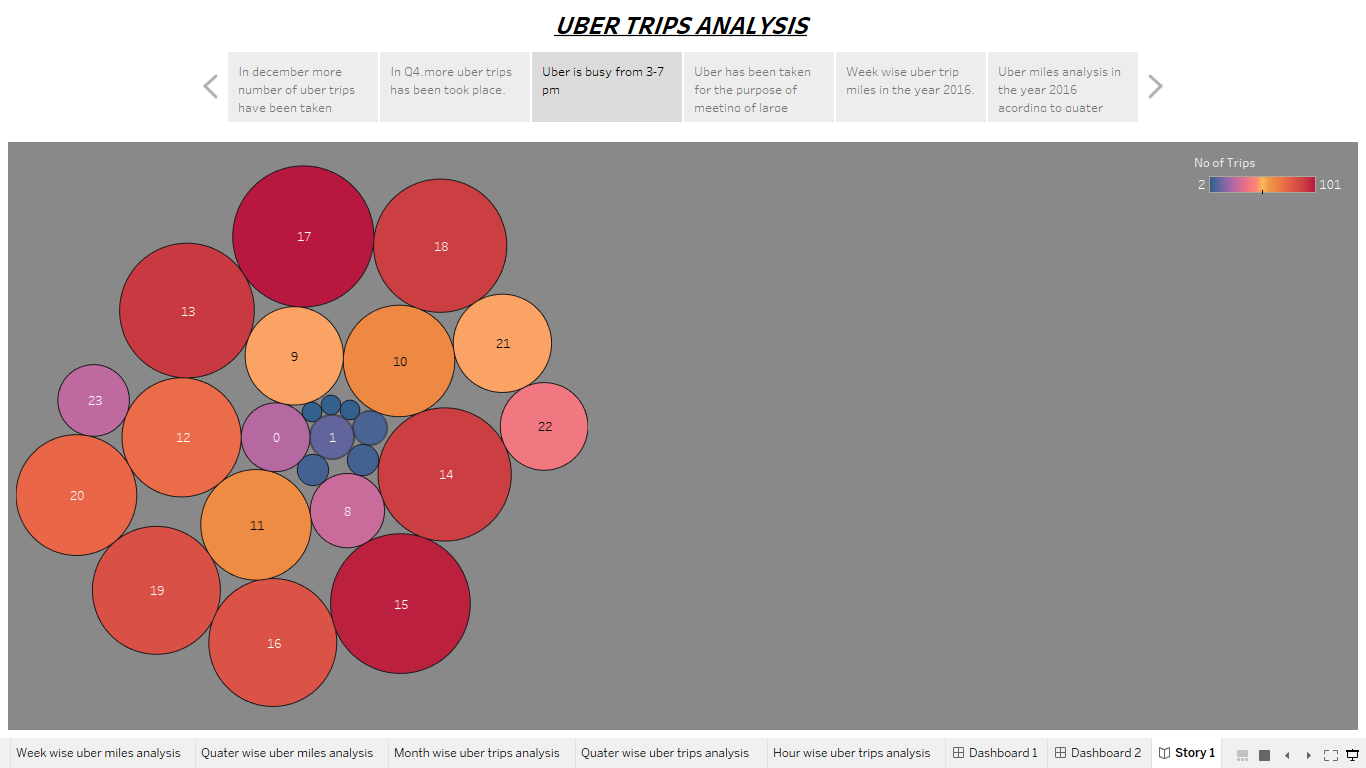 UBER TRIPS ANALYSIS
In december more
number of uber trips
have been taken
In Q4.more uber trips
has been took place.
Uber is busy from 3-7
pm
Uber has been taken
for the purpose of
meeting of large
Week wise uber trip
miles in the year 2016.
Uber miles analysis in
the year 2016
acording to quater
No of Trips
2 101
17
18
13
21
9
10
23
22
12
0
1
14
20
8
11
19
15
16
Week wise uber miles analysis
Quater wise uber miles analysis
Month wise uber trips analysis
Quater wise uber trips analysis
Hour wise uber trips analysis
Dashboard 1
Dashboard 2
Story 1